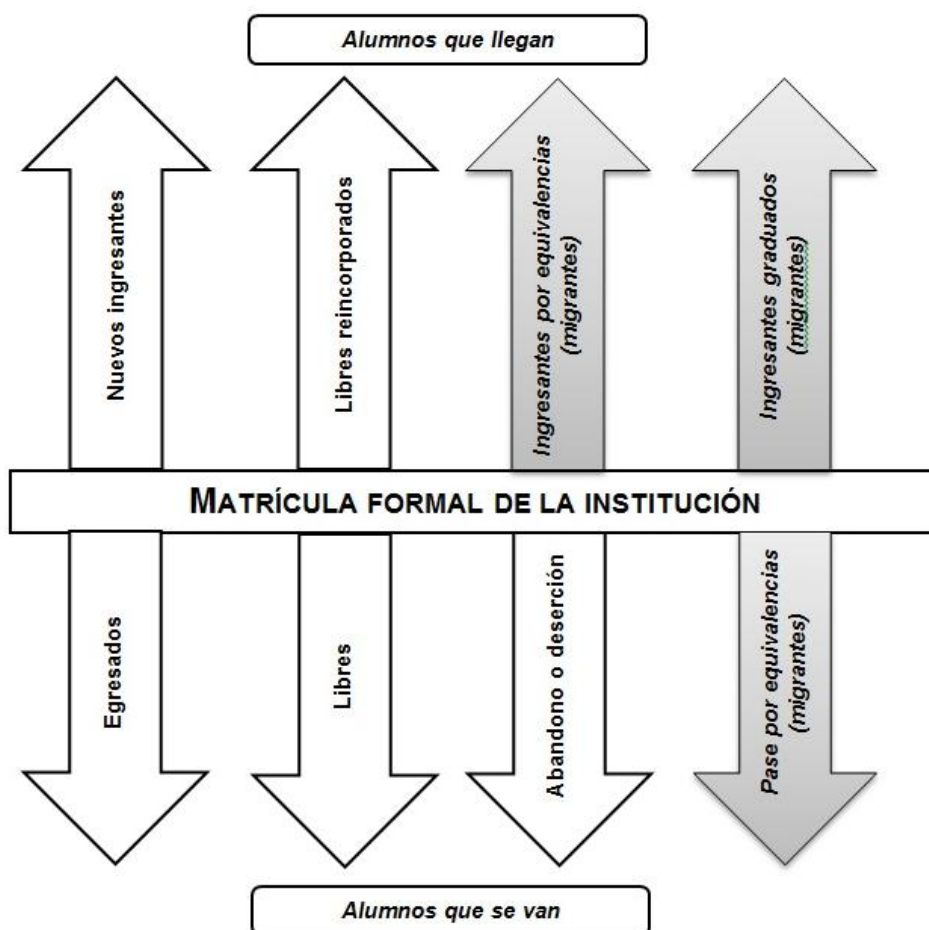 Alumnos que llegan
Nuevos ingresantes
Libres reincorporados
Ingresantes por equivalencias
(migrantes)
Ingresantes graduados
(migrantes)
MATRÍCULA FORMAL DE LA INSTITUCIÓN
Egresados
Libres
Abandono o deserción
Pase por equivalencias
(migrantes)
Alumnos que se van